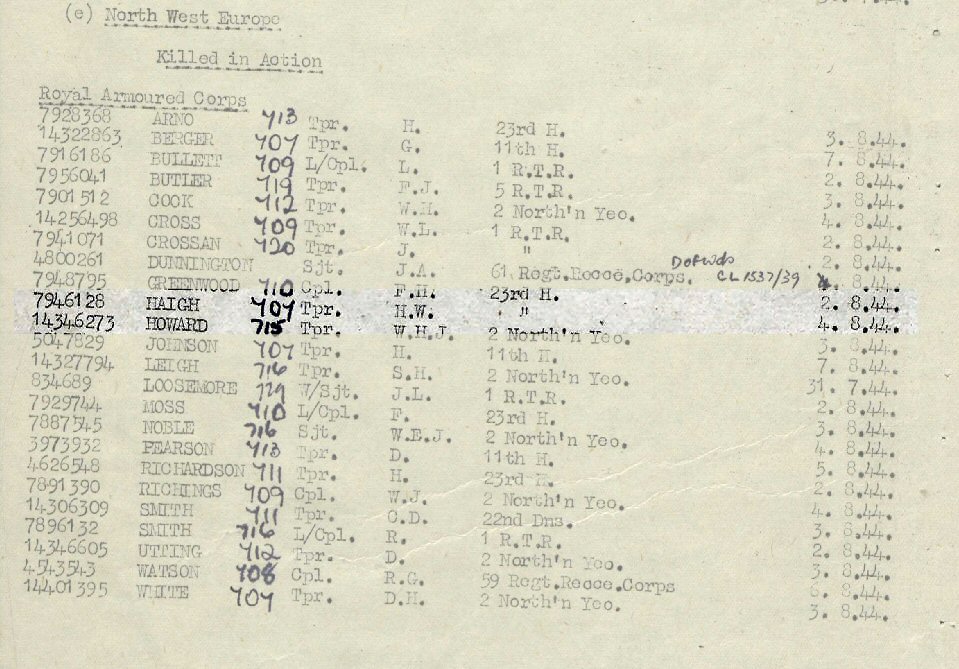 (e) North West Europe
Killed in Action
Royal Armoured Corps
7928368 ARNO 713 Tpr. H. 23rd H. 3. 8.44.
14322863 BERGER 707 Tpr. G. 11th H. 7. 8.44.
7916186 BULLETT 709 L/Cpl. L. 1 R.T.R. 2. 8.44.
7956041 BUTLER 719 Tpr. F.J. 5 R.T.R. 3. 8.44.
7901512 COCK 712 Tpr. W.H. 2 North'n Yeo. 4. 8.44.
14256498 CROSS 709 Tpr. W.L. 1 R.T.R. 2. 8.44.
7941071 CROSSAN 720 Tpr. J. " 2. 8.44.
4800261 DUNNINGTON Sjt. J.A. 61 Regt.Recce.Corps. DofWds CL 1537/39 8.44.
7948795 GREENWOOD 710 Cpl. F.H. 23rd H. 2. 8.44.
7946128 HAIGH 707 Tpr. H.W. " 4. 8.44.
14346273 HOWARD 715 Tpr. W.H.J. 2 North'n Yeo. 3. 8.44.
5047829 JOHNSON 707 Tpr. H. 11th H. 7. 8.44.
14327794 LEIGH 716 Tpr. S.H. 2 North'n Yeo. 31. 7.44.
834689 LOOSEMORE 729 W/Sjt. J.L. 1 R.T.R. 2. 8.44.
7929744 MOSS 710 L/Cpl. F. 23rd H. 3. 8.44.
7887545 NOBLE 716 Sjt. W.E.J. 2 North'n Yeo. 4. 8.44.
3973932 PEARSON 713 Tpr. D. 11th H. 5. 8.44.
4626548 RICHARDSON 711 Tpr. H. 23rd H. 2. 8.44.
7891390 RICHINGS 709 Cpl. W.J. 2 North'n Yeo. 4. 8.44.
14306309 SMITH 711 Tpr. C.D. 22nd Dns. 3. 8.44.
7896132 SMITH 716 L/Cpl. R. 1 R.T.R. 2. 8.44.
14346605 UTTING 712 Tpr. D. 2 North'n Yeo. 3. 8.44.
4543543 WATSON 708 Cpl. R.G. 59 Regt.Recce.Corps 6. 8.44.
14401395 WHITE 707 Tpr. D.H. 2 North'n Yeo. 3. 8.44.